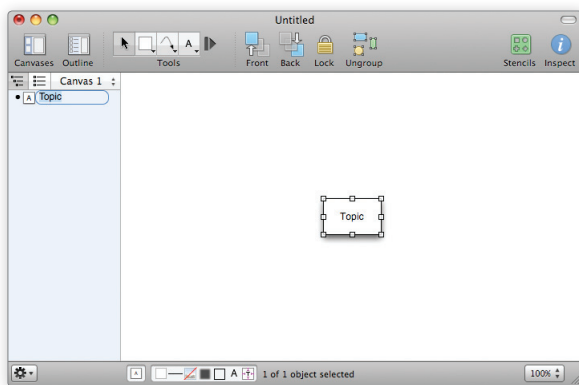 Untitled
Canvases Outline Tools Front Back Lock Ungroup Stencils Inspect
A
Canvas 1
A Topic
Topic
A A 1 of 1 object selected 100%